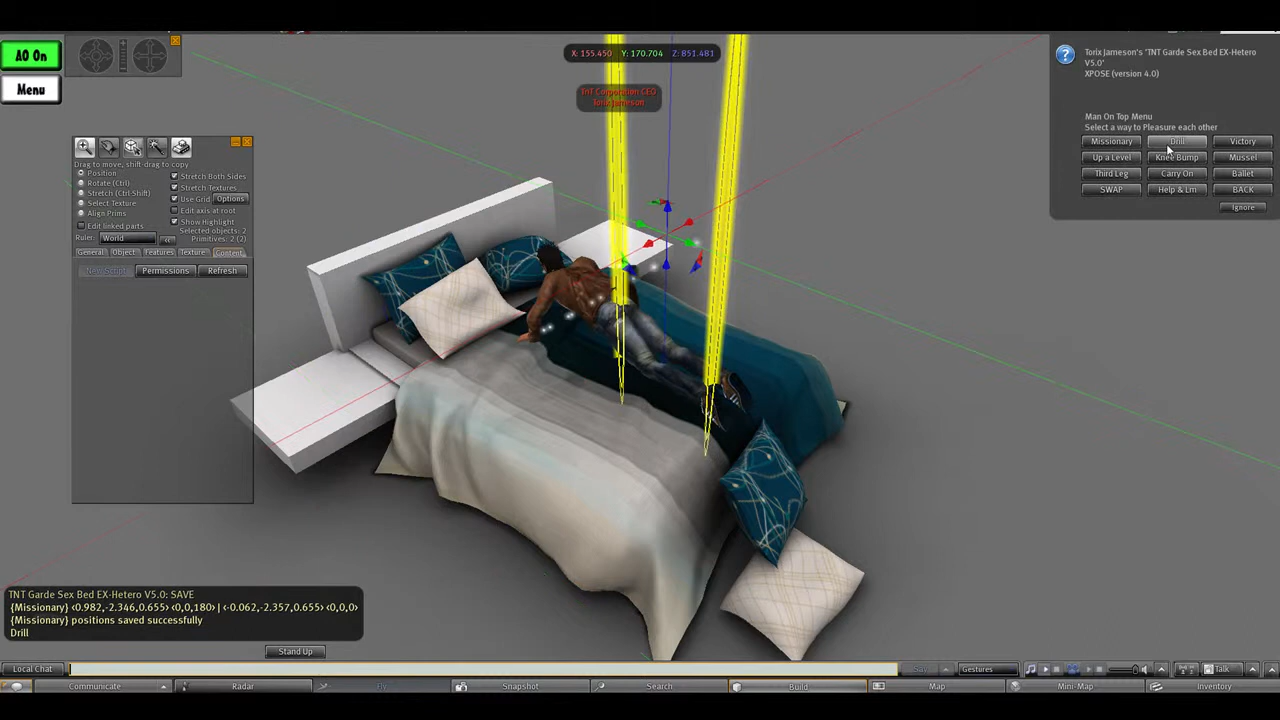 AO On
Menu
X: 155.450 Y: 170.704 Z: 851.481
TnT Corporation CEO
Torix Jameson
Torix Jameson's 'TNT Garde Sex Bed EX-Hetero V5.0'
XPOSE (version 4.0)
Man On Top Menu
Select a way to Pleasure each other
Missionary Drill Victory
Up a Level Knee Bump Mussel
Third Leg Carry On Ballet
SWAP Help & Lm BACK
Ignore
Drag to move, shift-drag to copy
Position
Rotate (Ctrl)
Stretch (Ctrl-Shift)
Select Texture
Align Prims
Edit linked parts
Ruler: World
Stretch Both Sides
Stretch Textures
Use Grid Options
Edit axis at root
Show Highlight
Selected objects: 2
Primitives: 2 (2)
General Object Features Texture Content
New Script Permissions Refresh
TNT Garde Sex Bed EX-Hetero V5.0: SAVE
{Missionary} <0.982,-2.346,0.655> <0,0,180> | <-0.062,-2.357,0.655> <0,0,0>
{Missionary} positions saved successfully
Drill
Stand Up
Local Chat Say Gestures Talk
Communicate Radar Fly Snapshot Search Build Map Mini-Map Inventory